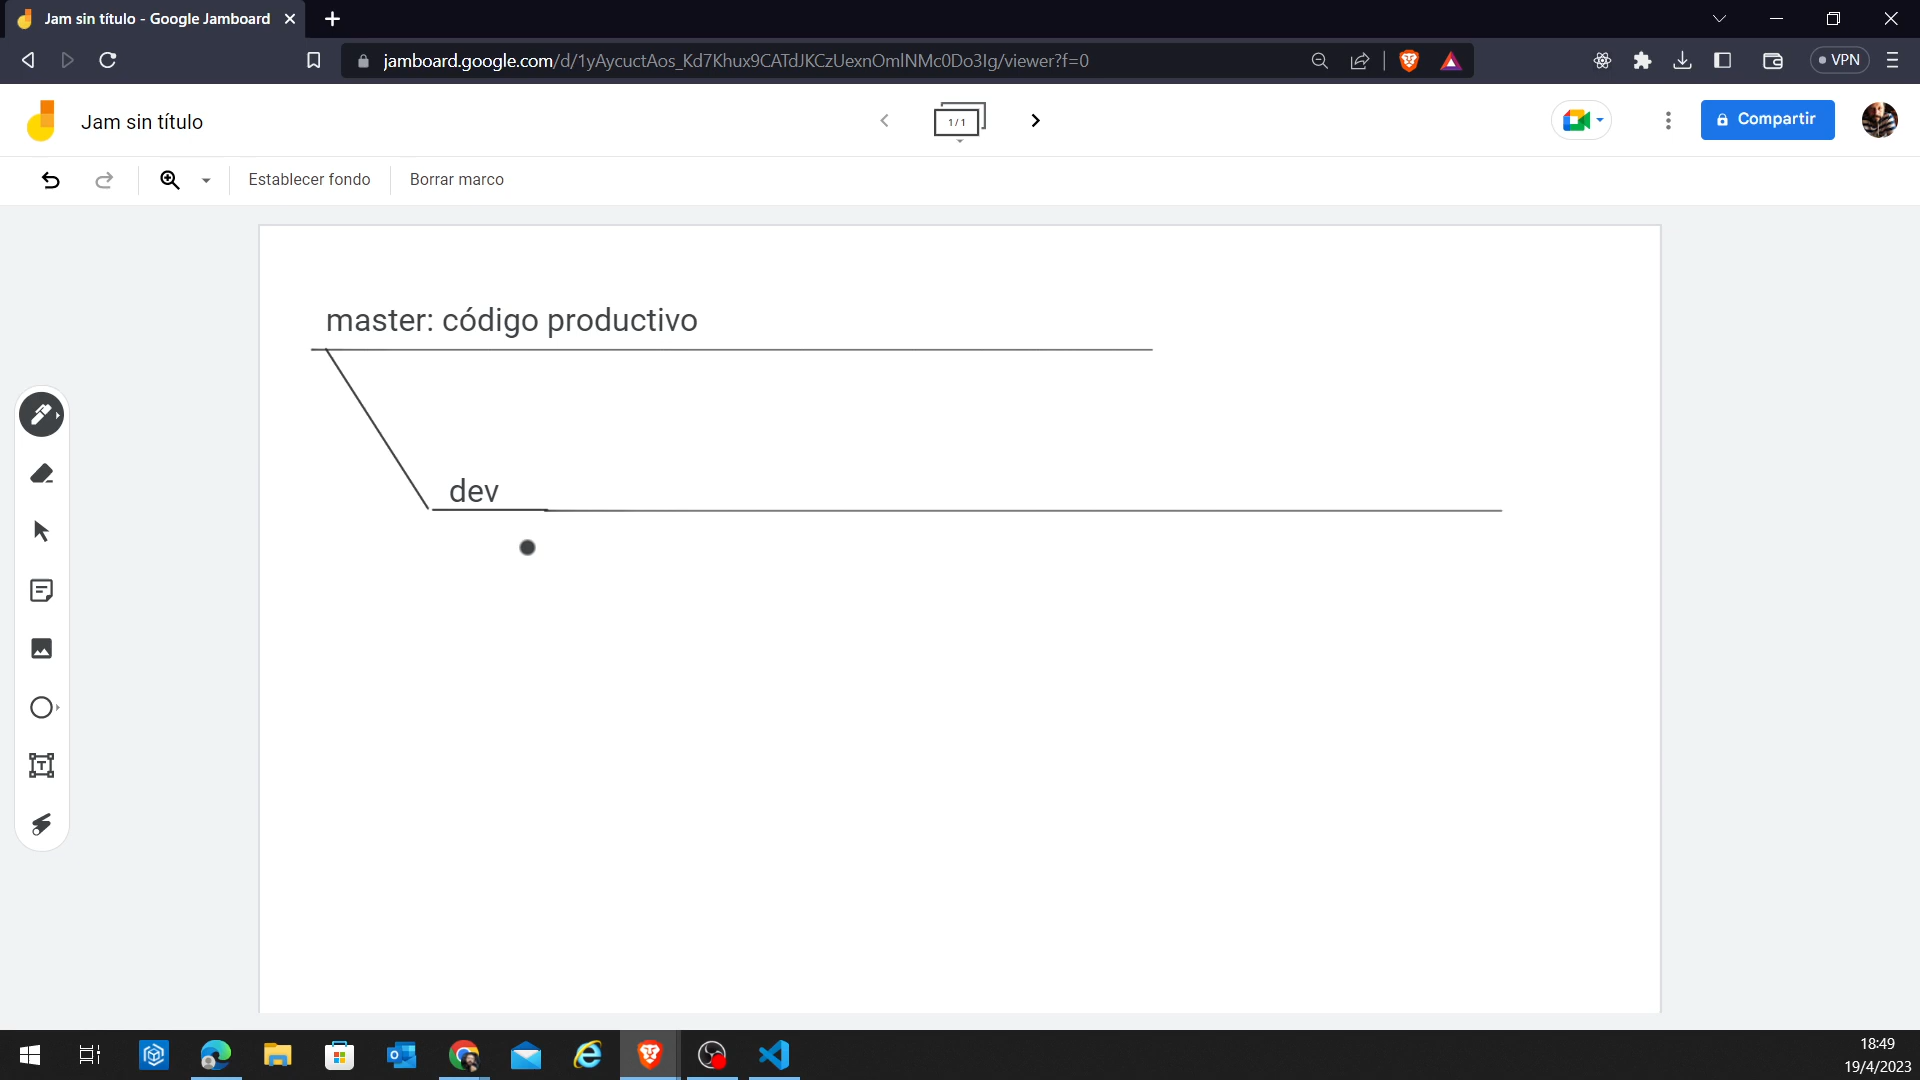 Jam sin título - Google Jamboard
jamboard.google.com/d/1yAycuctAos_Kd7Khux9CATdJKCzUexnOmlNMc0Do3Ig/viewer?f=0
VPN
Jam sin título
1 / 1
Compartir
Establecer fondo
Borrar marco
master: código productivo
dev
18:49
19/4/2023